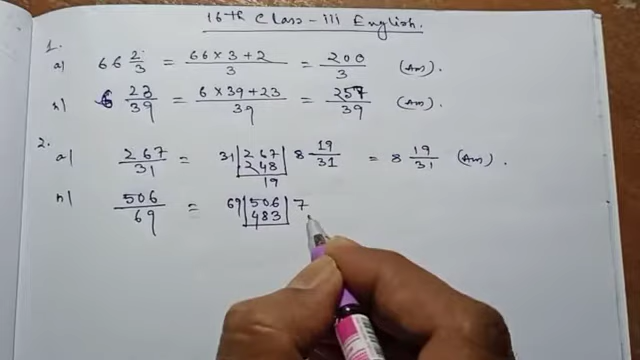 16th Class - III English.
1.
a) 66 2/3 = 66 × 3 + 2 / 3 = 200/3 (Ans).
n) 6 23/39 = 6 × 39 + 23 / 39 = 257/39 (Ans).
2.
a) 267/31 = 31 | 267 | 8 19/31 = 8 19/31 (Ans).
248
19
n) 506/69 = 69 | 506 | 7
483